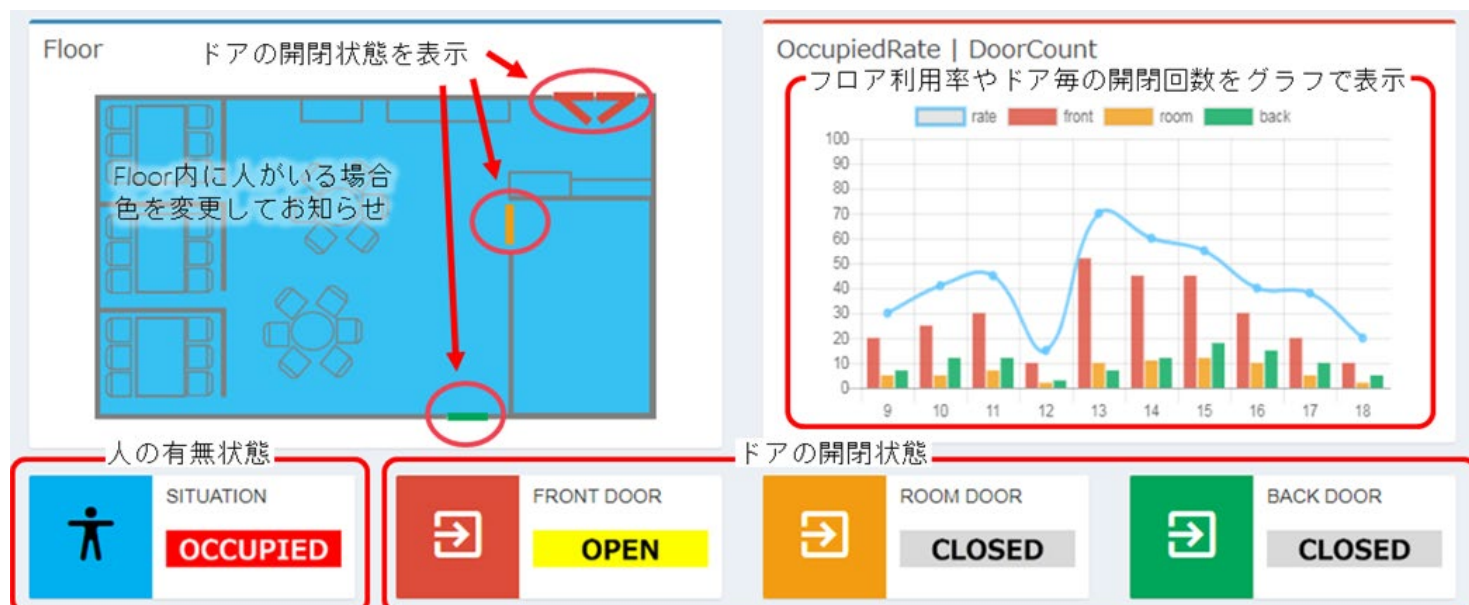 Floor
ドアの開閉状態を表示
Floor内に人がいる場合
色を変更してお知らせ
OccupiedRate | DoorCount
フロア利用率やドア毎の開閉回数をグラフで表示
rate front room back
100
90
80
70
60
50
40
30
20
10
0
9 10 11 12 13 14 15 16 17 18
人の有無状態
SITUATION
OCCUPIED
ドアの開閉状態
FRONT DOOR
OPEN
ROOM DOOR
CLOSED
BACK DOOR
CLOSED